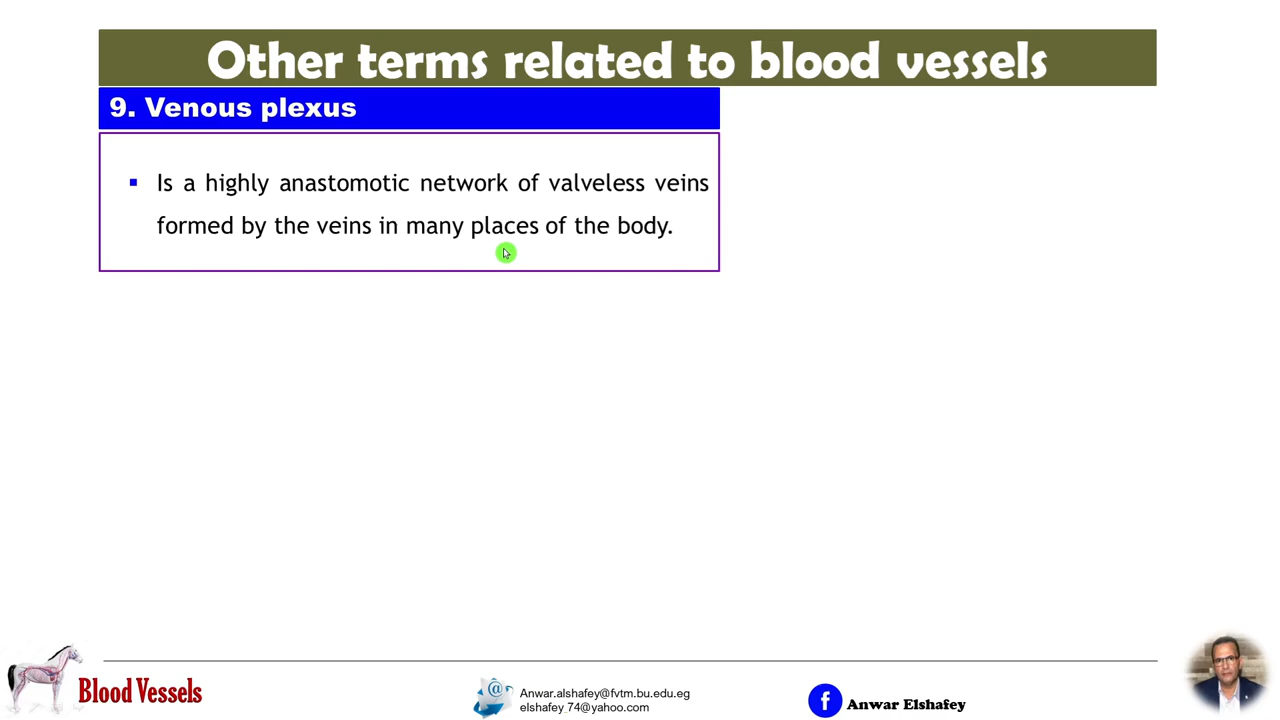 Other terms related to blood vessels
9. Venous plexus
▪ Is a highly anastomotic network of valveless veins
formed by the veins in many places of the body.
Blood Vessels
@
Anwar.alshafey@fvtm.bu.edu.eg
elshafey_74@yahoo.com
f
Anwar Elshafey